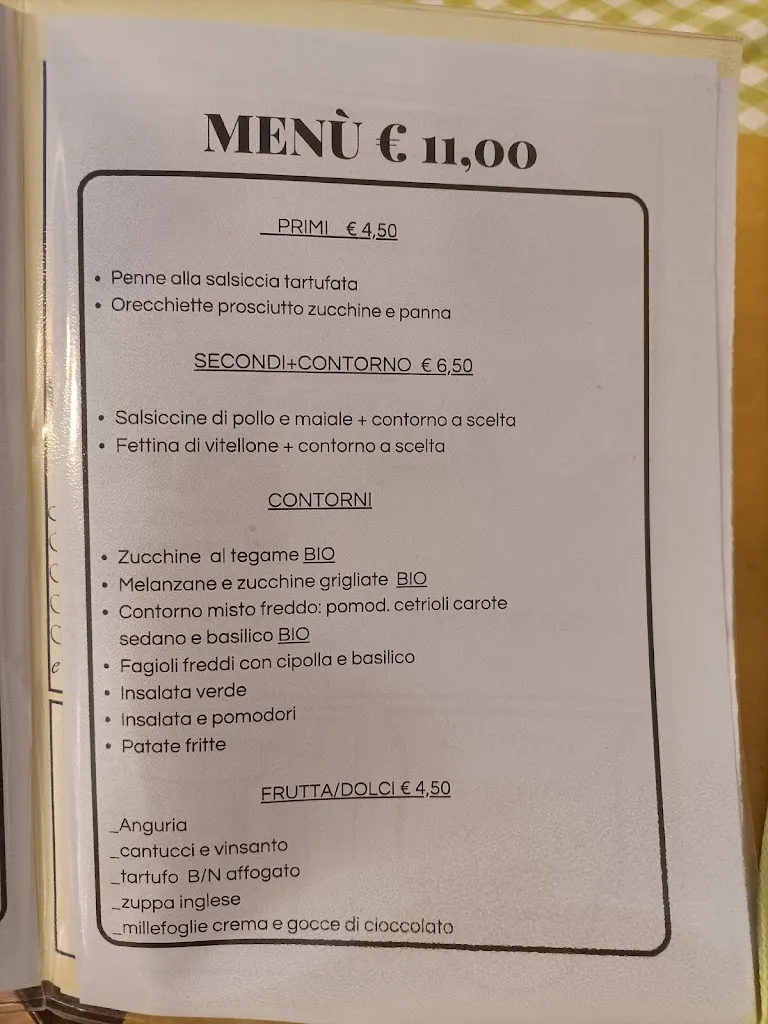 MENÙ € 11,00
PRIMI € 4,50
• Penne alla salsiccia tartufata
• Orecchiette prosciutto zucchine e panna
SECONDI+CONTORNO € 6,50
• Salsiccine di pollo e maiale + contorno a scelta
• Fettina di vitellone + contorno a scelta
CONTORNI
• Zucchine al tegame BIO
• Melanzane e zucchine grigliate BIO
• Contorno misto freddo: pomod. cetrioli carote
sedano e basilico BIO
• Fagioli freddi con cipolla e basilico
• Insalata verde
• Insalata e pomodori
• Patate fritte
FRUTTA/DOLCI € 4,50
_Anguria
_cantucci e vinsanto
_tartufo B/N affogato
_zuppa inglese
_millefoglie crema e gocce di cioccolato